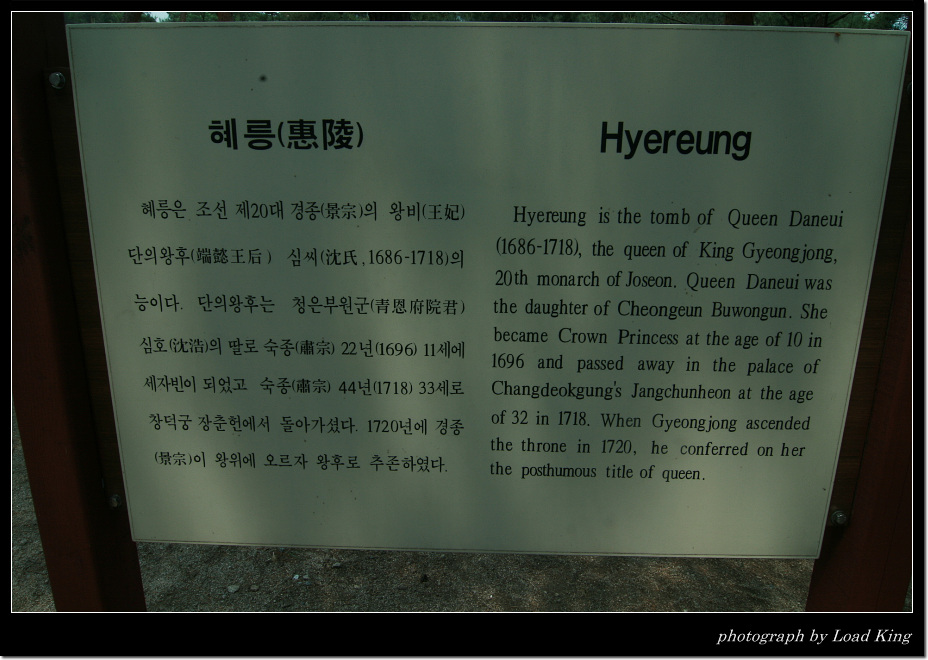 혜릉(惠陵)
혜릉은 조선 제20대 경종(景宗)의 왕비(王妃)
단의왕후(端懿王后) 심씨(沈氏, 1686-1718)의
능이다. 단의왕후는 청은부원군(靑恩府院君)
심호(沈浩)의 딸로 숙종(肅宗) 22년(1696) 11세에
세자빈이 되었고 숙종(肅宗) 44년(1718) 33세로
창덕궁 장춘헌에서 돌아가셨다. 1720년에 경종
(景宗)이 왕위에 오르자 왕후로 추존하였다.
Hyereung
Hyereung is the tomb of Queen Daneui
(1686-1718), the queen of King Gyeongjong,
20th monarch of Joseon. Queen Daneui was
the daughter of Cheongeun Buwongun. She
became Crown Princess at the age of 10 in
1696 and passed away in the palace of
Changdeokgung's Jangchunheon at the age
of 32 in 1718. When Gyeongjong ascended
the throne in 1720, he conferred on her
the posthumous title of queen.
photograph by Load King